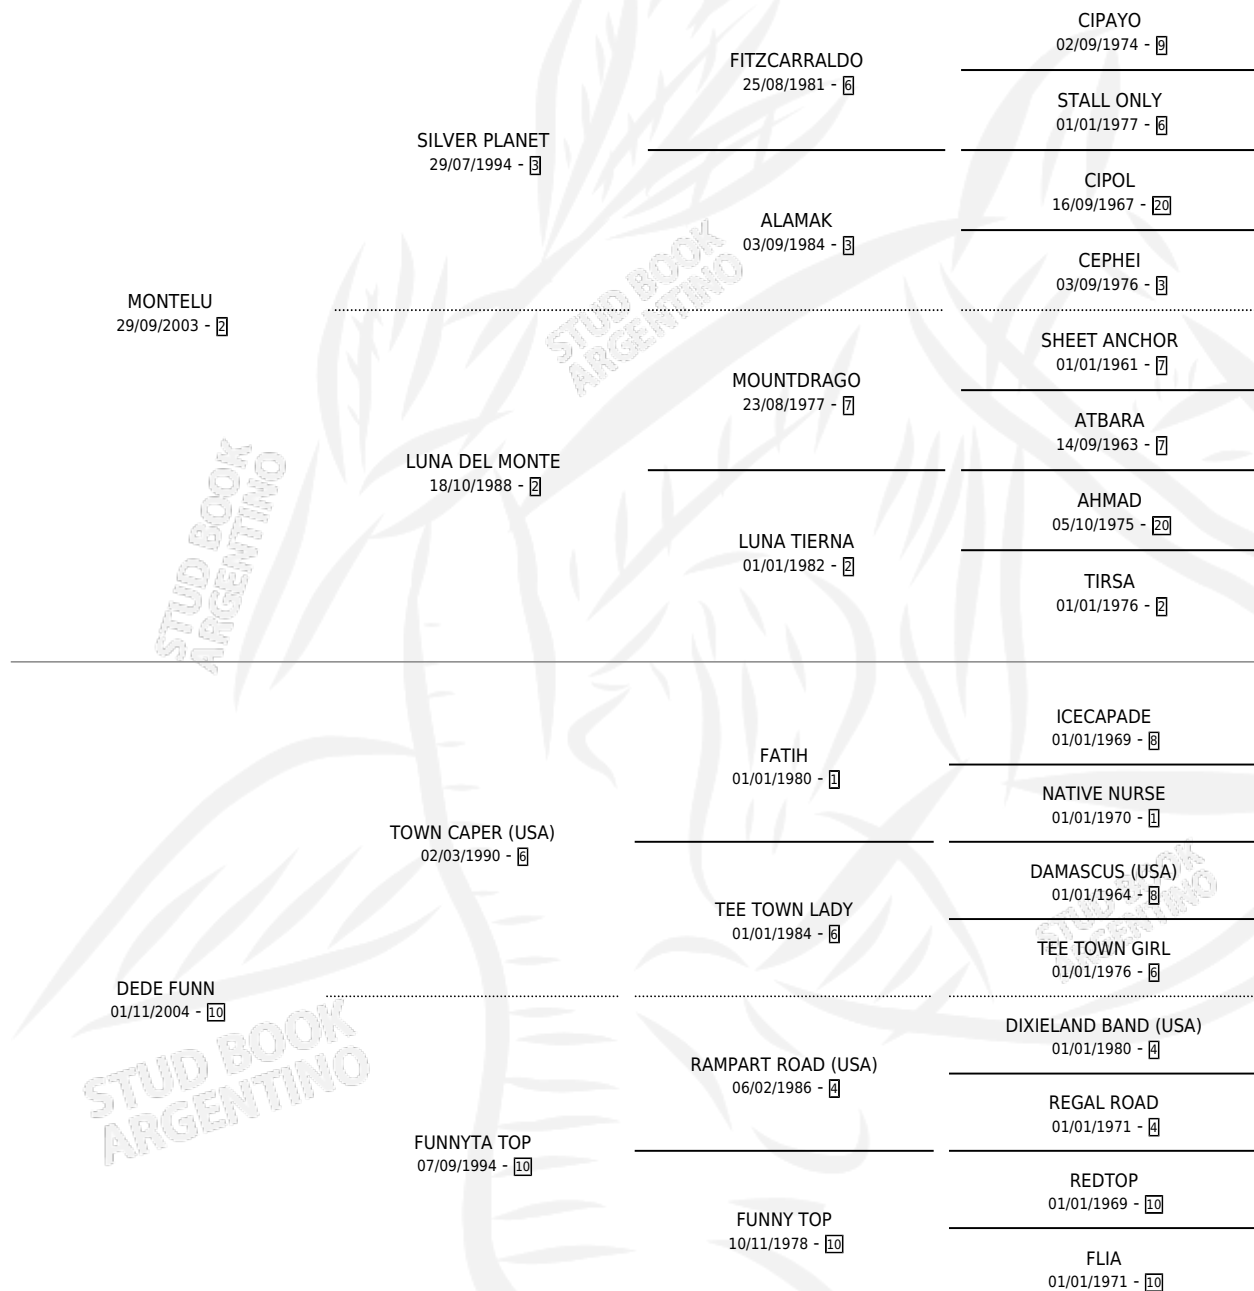 CIPAYO
02/09/1974 - 9
FITZCARRALDO
25/08/1981 - 6
STALL ONLY
01/01/1977 - 6
SILVER PLANET
29/07/1994 - 3
CIPOL
16/09/1967 - 20
ALAMAK
03/09/1984 - 3
CEPHEI
03/09/1976 - 3
MONTELU
29/09/2003 - 2
STUD BOOK
ARGENTINO
SHEET ANCHOR
01/01/1961 - 7
MOUNTDRAGO
23/08/1977 - 7
ATBARA
14/09/1963 - 7
LUNA DEL MONTE
18/10/1988 - 2
AHMAD
05/10/1975 - 20
LUNA TIERNA
01/01/1982 - 2
TIRSA
01/01/1976 - 2
STUD BOOK
ARGENTINO
ICECAPADE
01/01/1969 - 8
FATIH
01/01/1980 - 1
NATIVE NURSE
01/01/1970 - 1
TOWN CAPER (USA)
02/03/1990 - 6
DAMASCUS (USA)
01/01/1964 - 8
TEE TOWN LADY
01/01/1984 - 6
STUD BOOK
ARGENTINO
TEE TOWN GIRL
01/01/1976 - 6
DEDE FUNN
01/11/2004 - 10
DIXIELAND BAND (USA)
01/01/1980 - 4
RAMPART ROAD (USA)
06/02/1986 - 4
REGAL ROAD
01/01/1971 - 4
STUD BOOK
ARGENTINO
FUNNYTA TOP
07/09/1994 - 10
REDTOP
01/01/1969 - 10
FUNNY TOP
10/11/1978 - 10
FLIA
01/01/1971 - 10